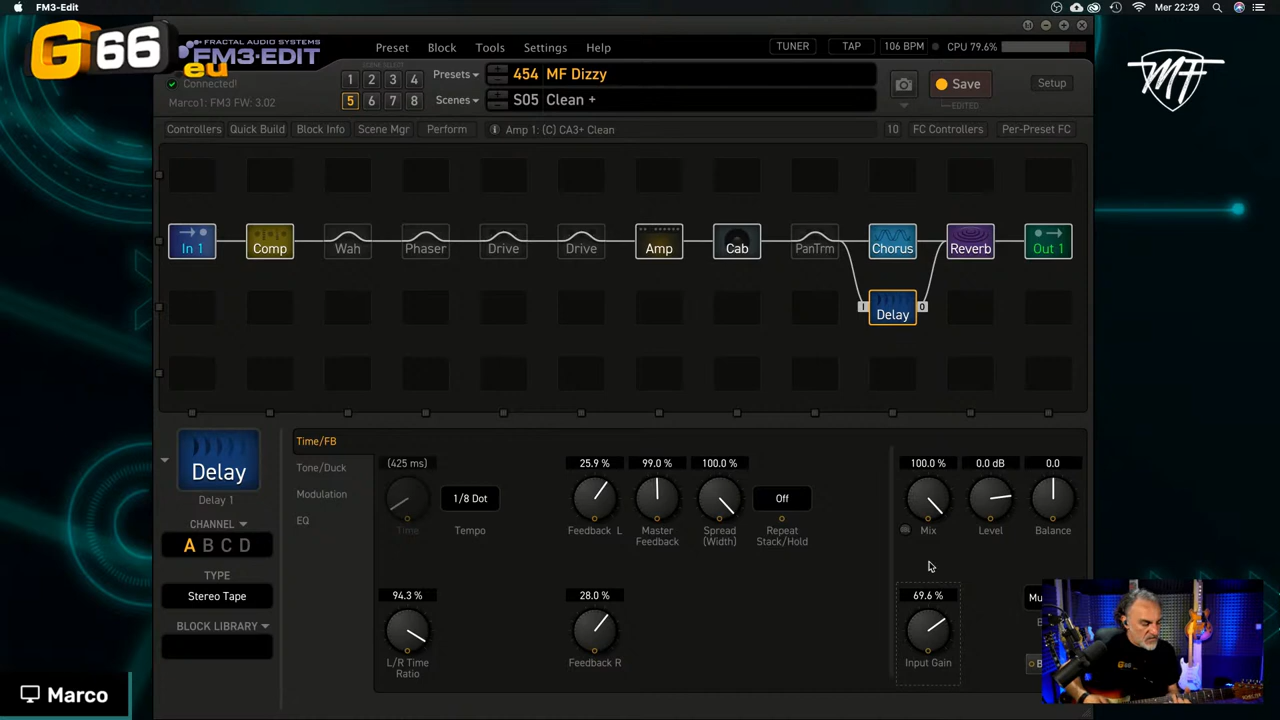 FM3-Edit
Mer 22:29
G66
eu
FRACTAL AUDIO SYSTEMS
FM3-EDIT
Connected!
Marco1: FM3 FW: 3.02
Preset Block Tools Settings Help
SCENE SELECT
1 2 3 4
5 6 7 8
Presets
454 MF Dizzy
Scenes
S05 Clean +
TUNER TAP 106 BPM CPU 79.6%
Save
EDITED
Setup
MF
Controllers Quick Build Block Info Scene Mgr Perform
Amp 1: (C) CA3+ Clean
10 FC Controllers Per-Preset FC
In 1 Comp Wah Phaser Drive Drive Amp Cab PanTrm Chorus Reverb Out 1
I Delay O
Delay
Delay 1
CHANNEL
A B C D
TYPE
Stereo Tape
BLOCK LIBRARY
Time/FB
Tone/Duck
Modulation
EQ
(425 ms) 25.9 % 99.0 % 100.0 % 100.0 % 0.0 dB 0.0
1/8 Dot Off
Time Tempo Feedback L Master Feedback Spread (Width) Repeat Stack/Hold Mix Level Balance
94.3 % 28.0 % 69.6 %
L/R Time Ratio Feedback R Input Gain
G66
Marco